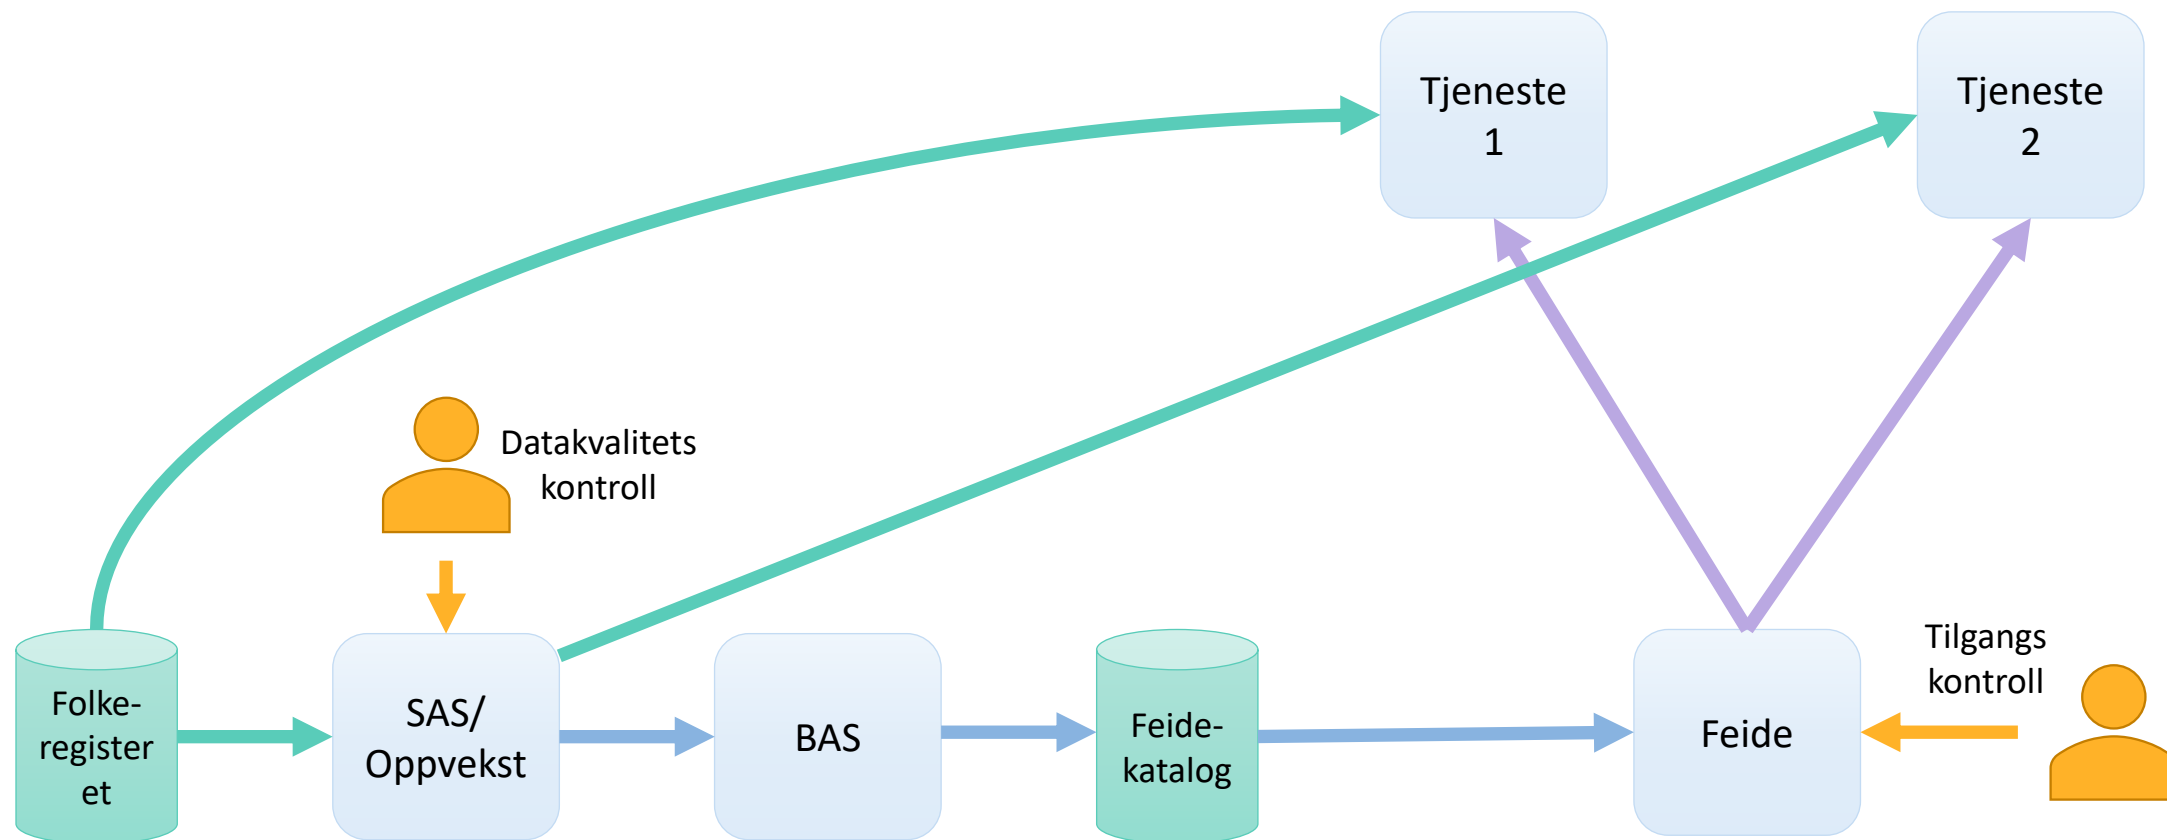 Tjeneste
1
Tjeneste
2
Datakvalitets
kontroll
Folke-
register
et
SAS/
Oppvekst
BAS
Feide-
katalog
Feide
Tilgangs
kontroll